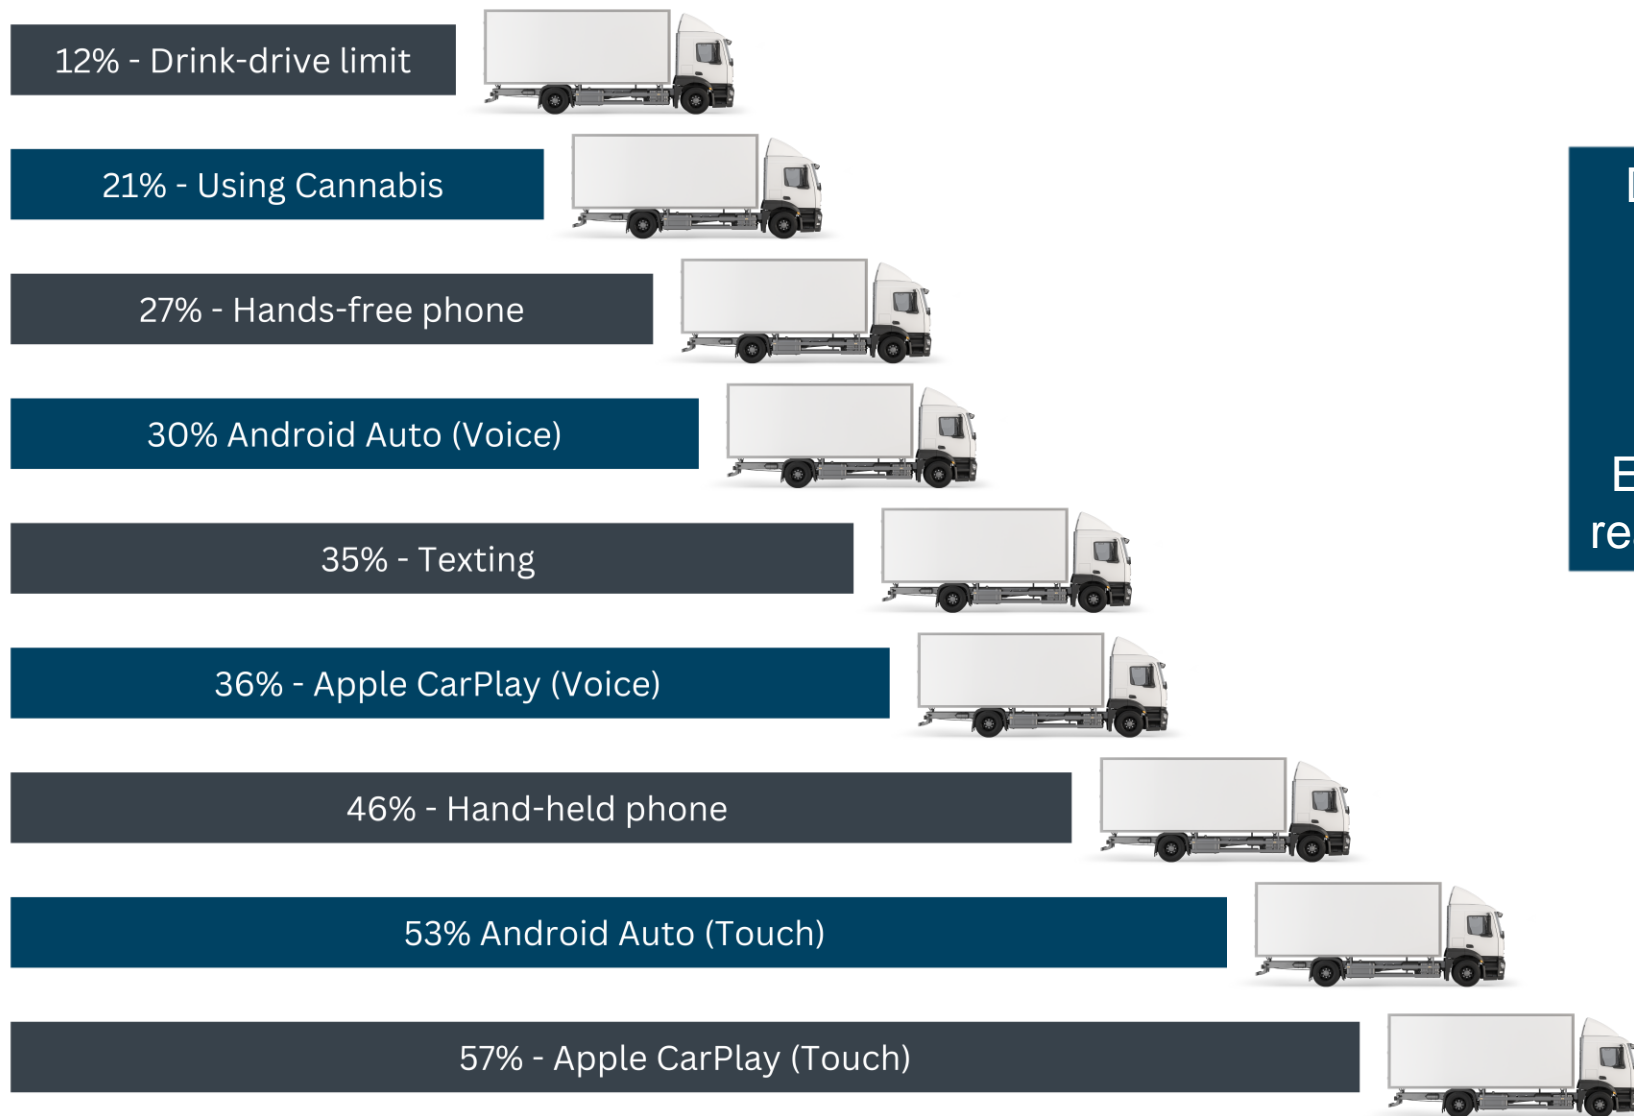 12% - Drink-drive limit
21% - Using Cannabis
27% - Hands-free phone
30% Android Auto (Voice)
35% - Texting
36% - Apple CarPlay (Voice)
46% - Hand-held phone
53% Android Auto (Touch)
57% - Apple CarPlay (Touch)